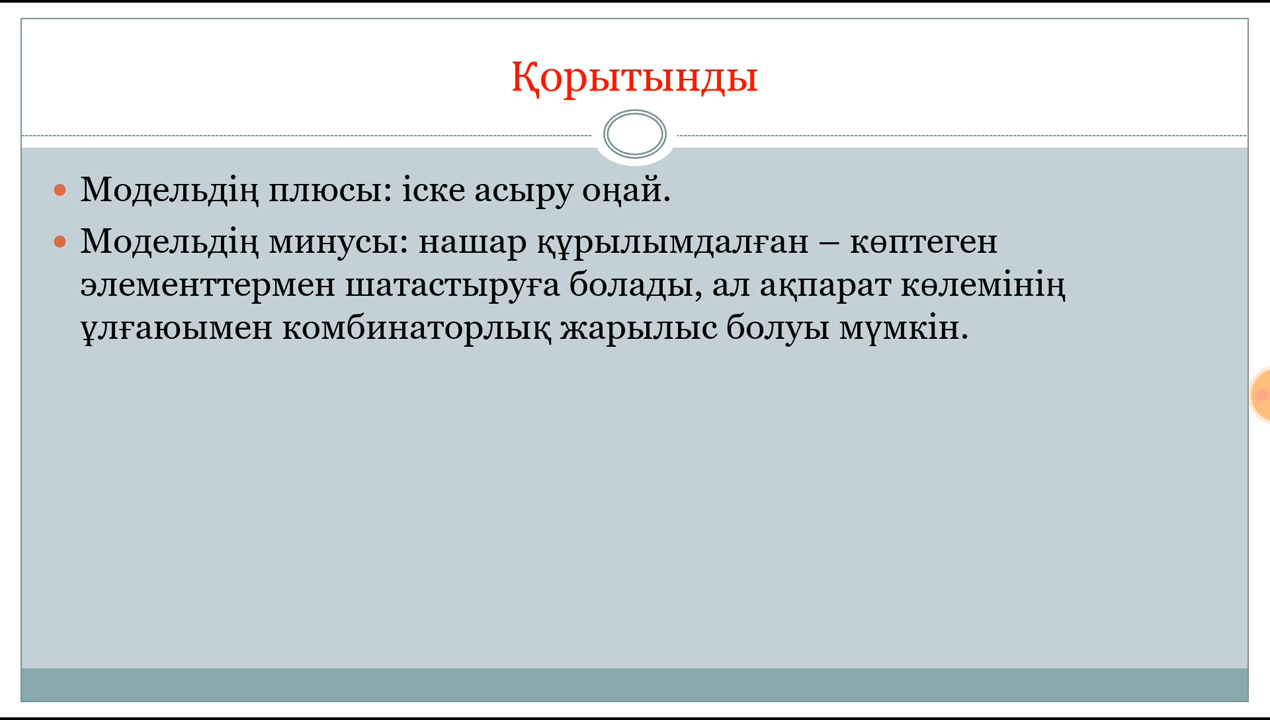 Қорытынды
Модельдің плюсы: іске асыру оңай.
Модельдің минусы: нашар құрылымдалған – көптеген
элементтермен шатастыруға болады, ал ақпарат көлемінің
ұлғаюымен комбинаторлық жарылыс болуы мүмкін.